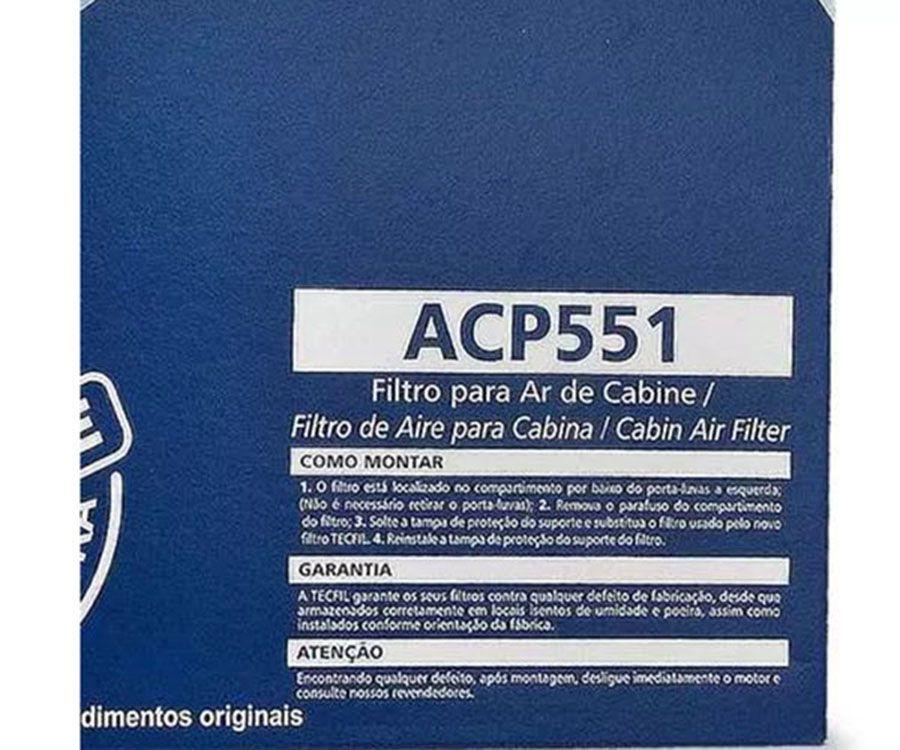 ACP551
Filtro para Ar de Cabine /
Filtro de Aire para Cabina / Cabin Air Filter
COMO MONTAR
1. O filtro está localizado no compartimento por baixo do porta-luvas a esquerda;
(Não é necessário retirar o porta-luvas); 2. Remova o parafuso do compartimento
do filtro; 3. Solte a tampa de proteção do suporte e substitua o filtro usado pelo novo
filtro TECFIL. 4. Reinstale a tampa de proteção do suporte do filtro.
GARANTIA
A TECFIL garante os seus filtros contra qualquer defeito de fabricação, desde que
armazenados corretamente em locais isentos de umidade e poeira, assim como
instalados conforme orientação da fábrica.
ATENÇÃO
Encontrando qualquer defeito, após montagem, desligue imediatamente o motor e
consulte nossos revendedores.
dimentos originais